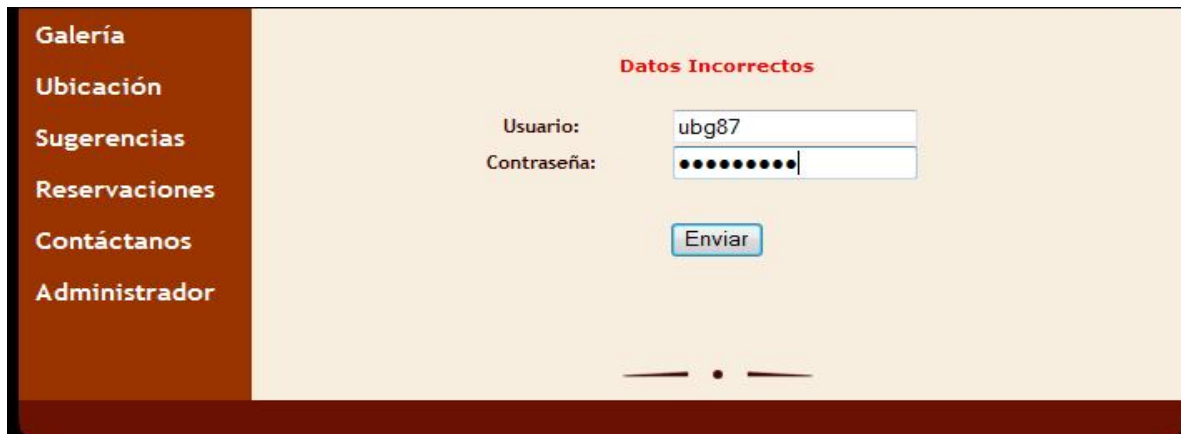 Galería
Ubicación
Sugerencias
Reservaciones
Contáctanos
Administrador
Datos Incorrectos
Usuario: ubg87
Contraseña: ●●●●●●●●●
Enviar